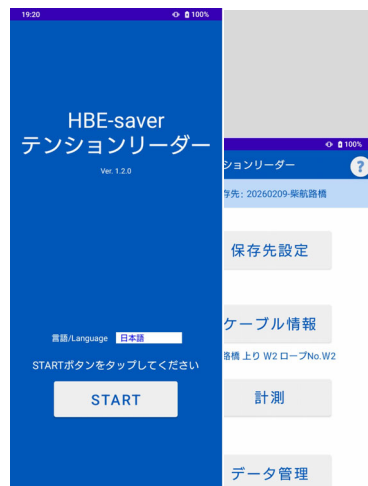 19:20
100%
HBE-saver
テンションリーダー
Ver. 1.2.0
言語/Language 日本語
STARTボタンをタップしてください
START
100%
ションリーダー
?
存先: 20260209-柴航路橋
保存先設定
ケーブル情報
路橋 上り W2 ロープNo.W2
計測
データ管理